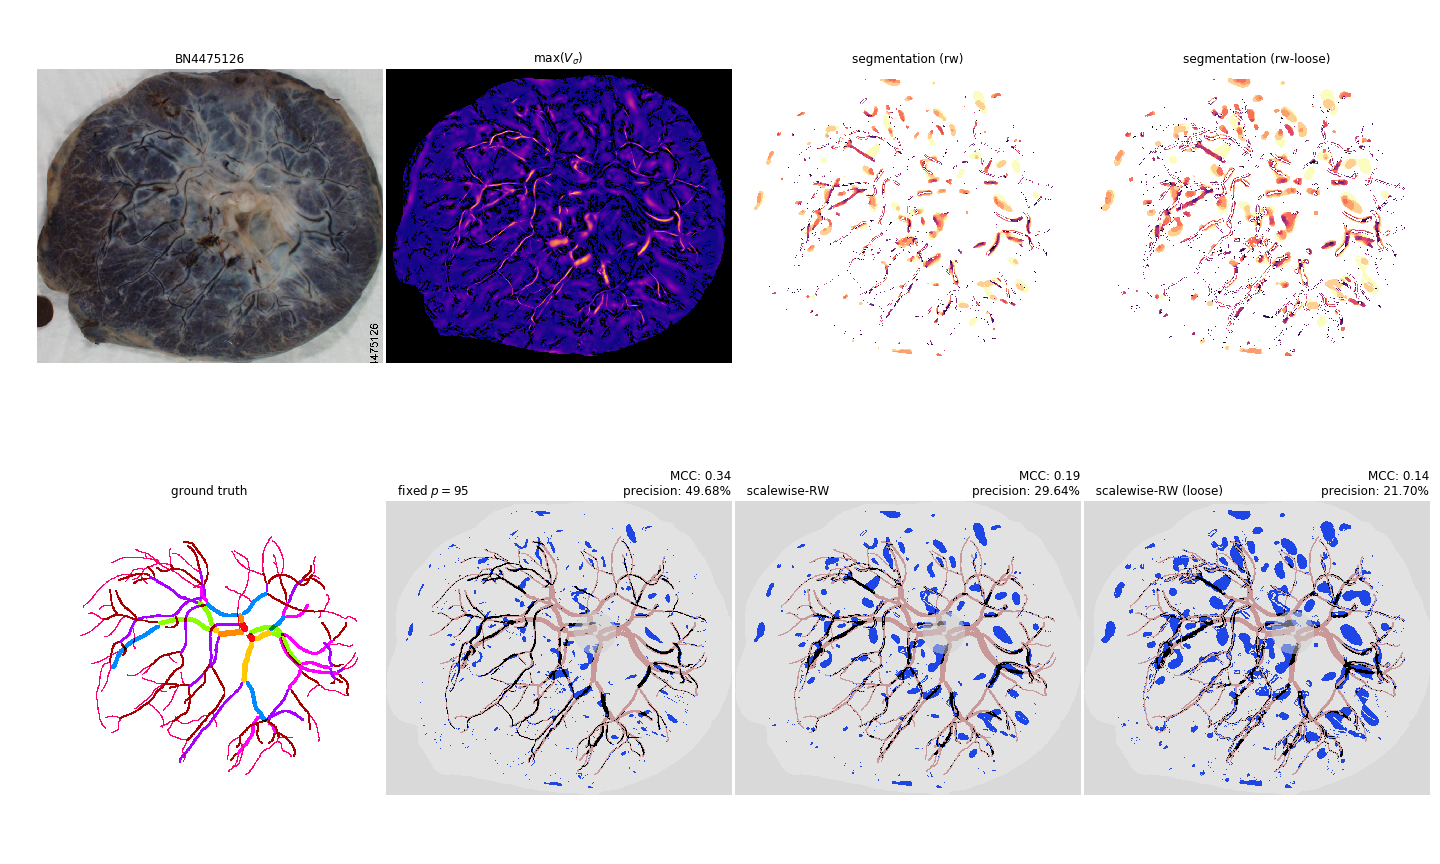 BN4475126
max(V_σ)
segmentation (rw)
segmentation (rw-loose)
4475126
ground truth
fixed p = 95
MCC: 0.34
precision: 49.68%
scalewise-RW
MCC: 0.19
precision: 29.64%
scalewise-RW (loose)
MCC: 0.14
precision: 21.70%